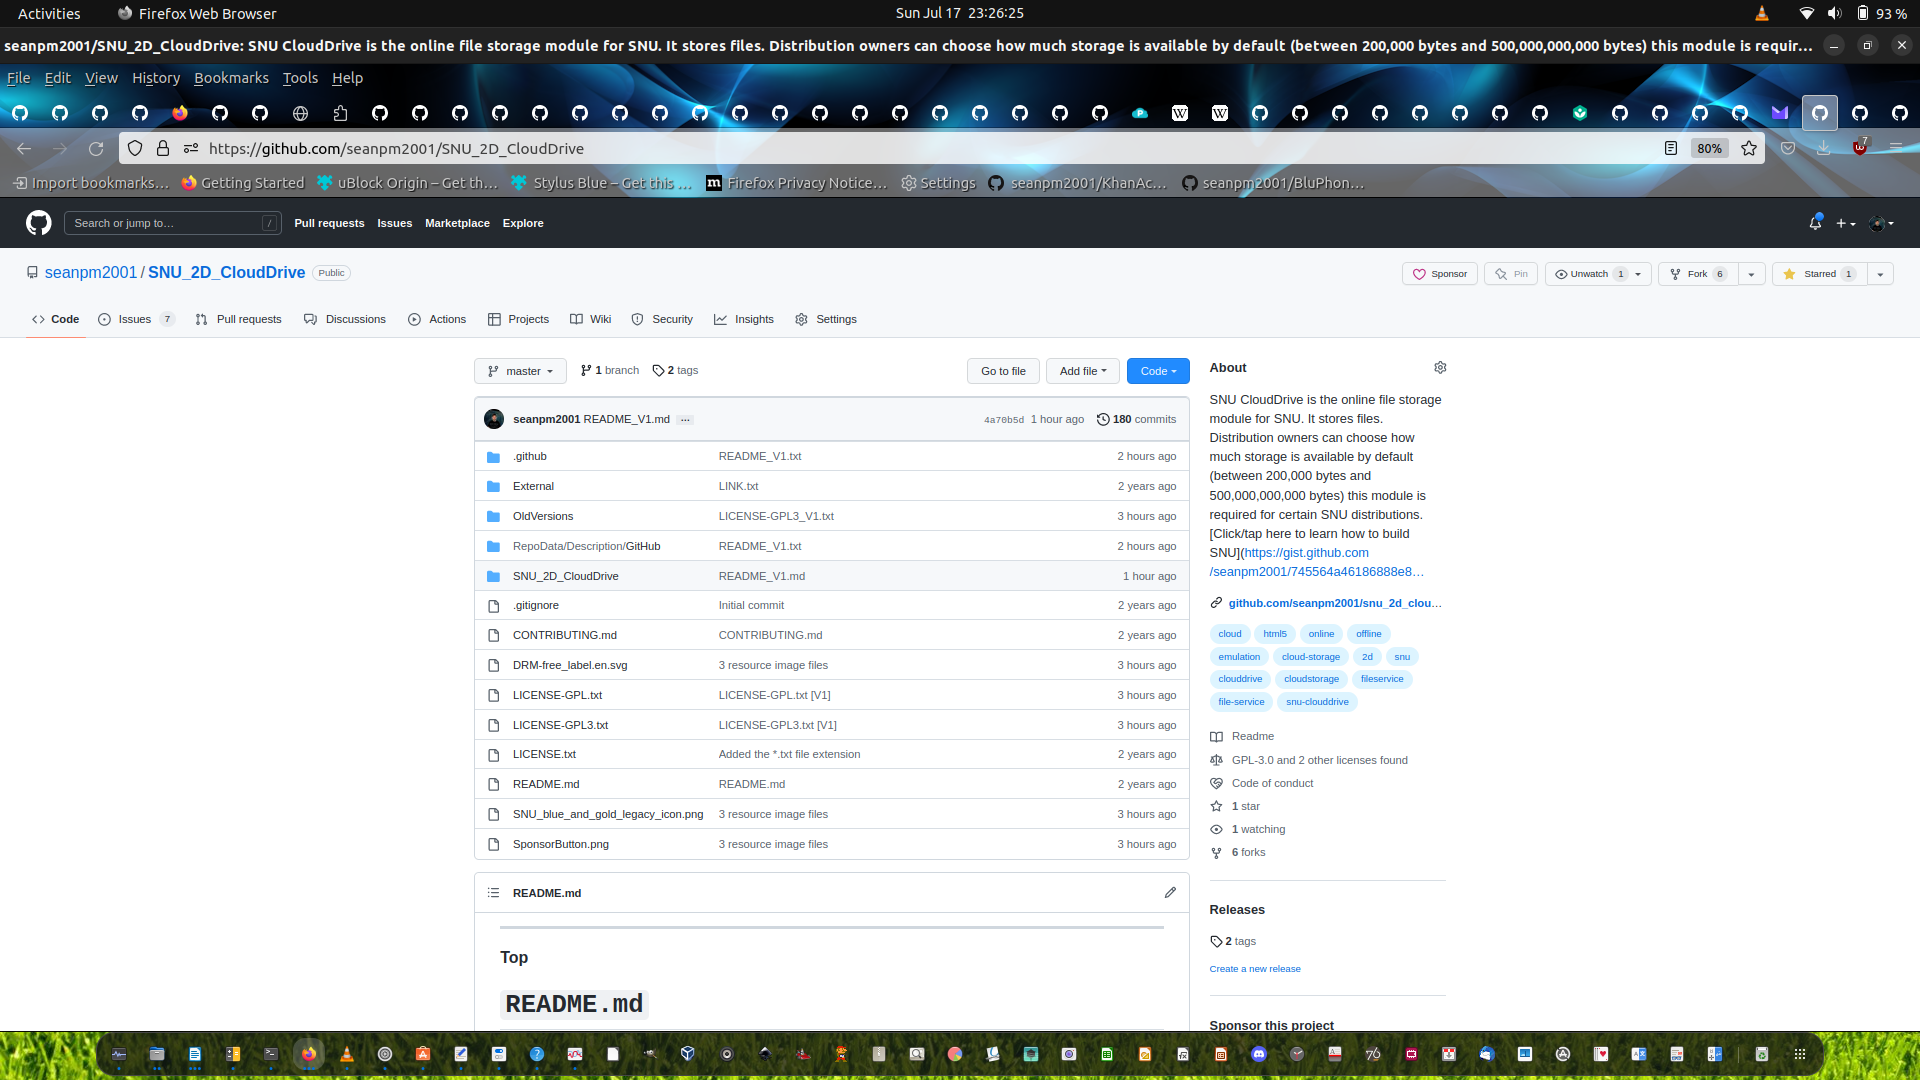 Activities
Firefox Web Browser
Sun Jul 17 23:26:25
93 %
seanpm2001/SNU_2D_CloudDrive: SNU CloudDrive is the online file storage module for SNU. It stores files. Distribution owners can choose how much storage is available by default (between 200,000 bytes and 500,000,000,000 bytes) this module is requir...
File Edit View History Bookmarks Tools Help
https://github.com/seanpm2001/SNU_2D_CloudDrive
80%
7
Import bookmarks...
Getting Started
uBlock Origin – Get th...
Stylus Blue – Get this ...
Firefox Privacy Notice...
Settings
seanpm2001/KhanAc...
seanpm2001/BluPhon...
Search or jump to... /
Pull requests Issues Marketplace Explore
seanpm2001 / SNU_2D_CloudDrive Public
Sponsor
Pin
Unwatch 1
Fork 6
Starred 1
Code
Issues 7
Pull requests
Discussions
Actions
Projects
Wiki
Security
Insights
Settings
master
1 branch
2 tags
Go to file
Add file
Code
seanpm2001 README_V1.md ...
4a70b5d 1 hour ago
180 commits
.github README_V1.txt 2 hours ago
External LINK.txt 2 years ago
OldVersions LICENSE-GPL3_V1.txt 3 hours ago
RepoData/Description/GitHub README_V1.txt 2 hours ago
SNU_2D_CloudDrive README_V1.md 1 hour ago
.gitignore Initial commit 2 years ago
CONTRIBUTING.md CONTRIBUTING.md 2 years ago
DRM-free_label.en.svg 3 resource image files 3 hours ago
LICENSE-GPL.txt LICENSE-GPL.txt [V1] 3 hours ago
LICENSE-GPL3.txt LICENSE-GPL3.txt [V1] 3 hours ago
LICENSE.txt Added the *.txt file extension 2 years ago
README.md README.md 2 years ago
SNU_blue_and_gold_legacy_icon.png 3 resource image files 3 hours ago
SponsorButton.png 3 resource image files 3 hours ago
README.md
Top
README.md
About
SNU CloudDrive is the online file storage
module for SNU. It stores files.
Distribution owners can choose how
much storage is available by default
(between 200,000 bytes and
500,000,000,000 bytes) this module is
required for certain SNU distributions.
[Click/tap here to learn how to build
SNU](https://gist.github.com
/seanpm2001/745564a46186888e8...
github.com/seanpm2001/snu_2d_clou...
cloud html5 online offline
emulation cloud-storage 2d snu
clouddrive cloudstorage fileservice
file-service snu-clouddrive
Readme
GPL-3.0 and 2 other licenses found
Code of conduct
1 star
1 watching
6 forks
Releases
2 tags
Create a new release
Sponsor this project